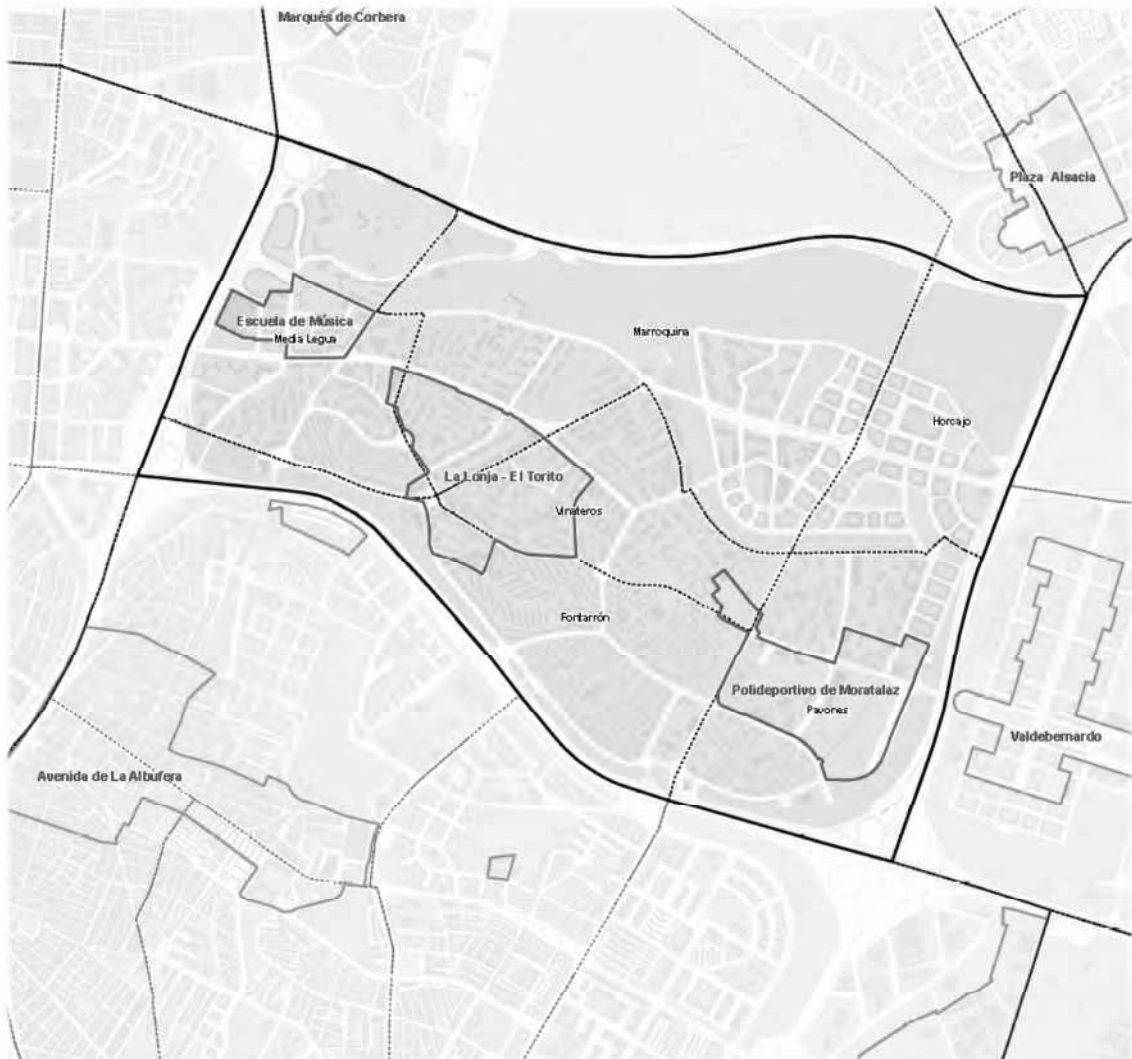 Marqués de Corbera
Plaza Alsacia
Escuela de Música
Media Legua
Marroquina
Horcajo
La Lonja - El Torito
Vinateros
Fontarrón
Polideportivo de Moratalaz
Pavones
Valdebernardo
Avenida de La Albufera